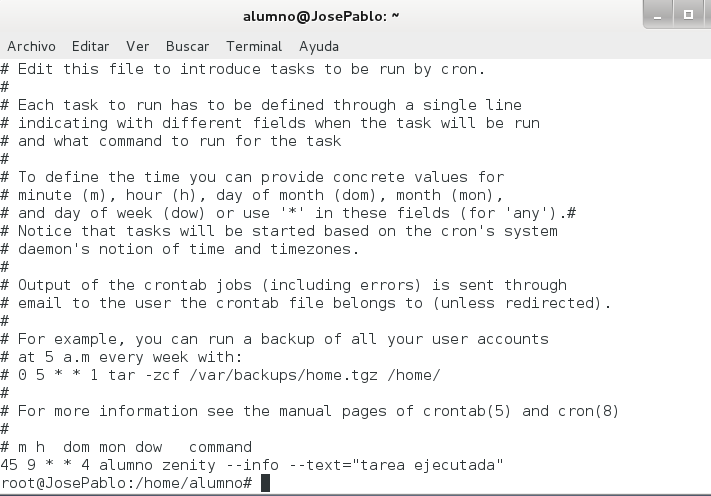 alumno@JosePablo: ~
Archivo Editar Ver Buscar Terminal Ayuda
# Edit this file to introduce tasks to be run by cron.
#
# Each task to run has to be defined through a single line
# indicating with different fields when the task will be run
# and what command to run for the task
#
# To define the time you can provide concrete values for
# minute (m), hour (h), day of month (dom), month (mon),
# and day of week (dow) or use '*' in these fields (for 'any').#
# Notice that tasks will be started based on the cron's system
# daemon's notion of time and timezones.
#
# Output of the crontab jobs (including errors) is sent through
# email to the user the crontab file belongs to (unless redirected).
#
# For example, you can run a backup of all your user accounts
# at 5 a.m every week with:
# 0 5 * * 1 tar -zcf /var/backups/home.tgz /home/
#
# For more information see the manual pages of crontab(5) and cron(8)
#
# m h  dom mon dow   command
45 9 * * 4 alumno zenity --info --text="tarea ejecutada"
root@JosePablo:/home/alumno#